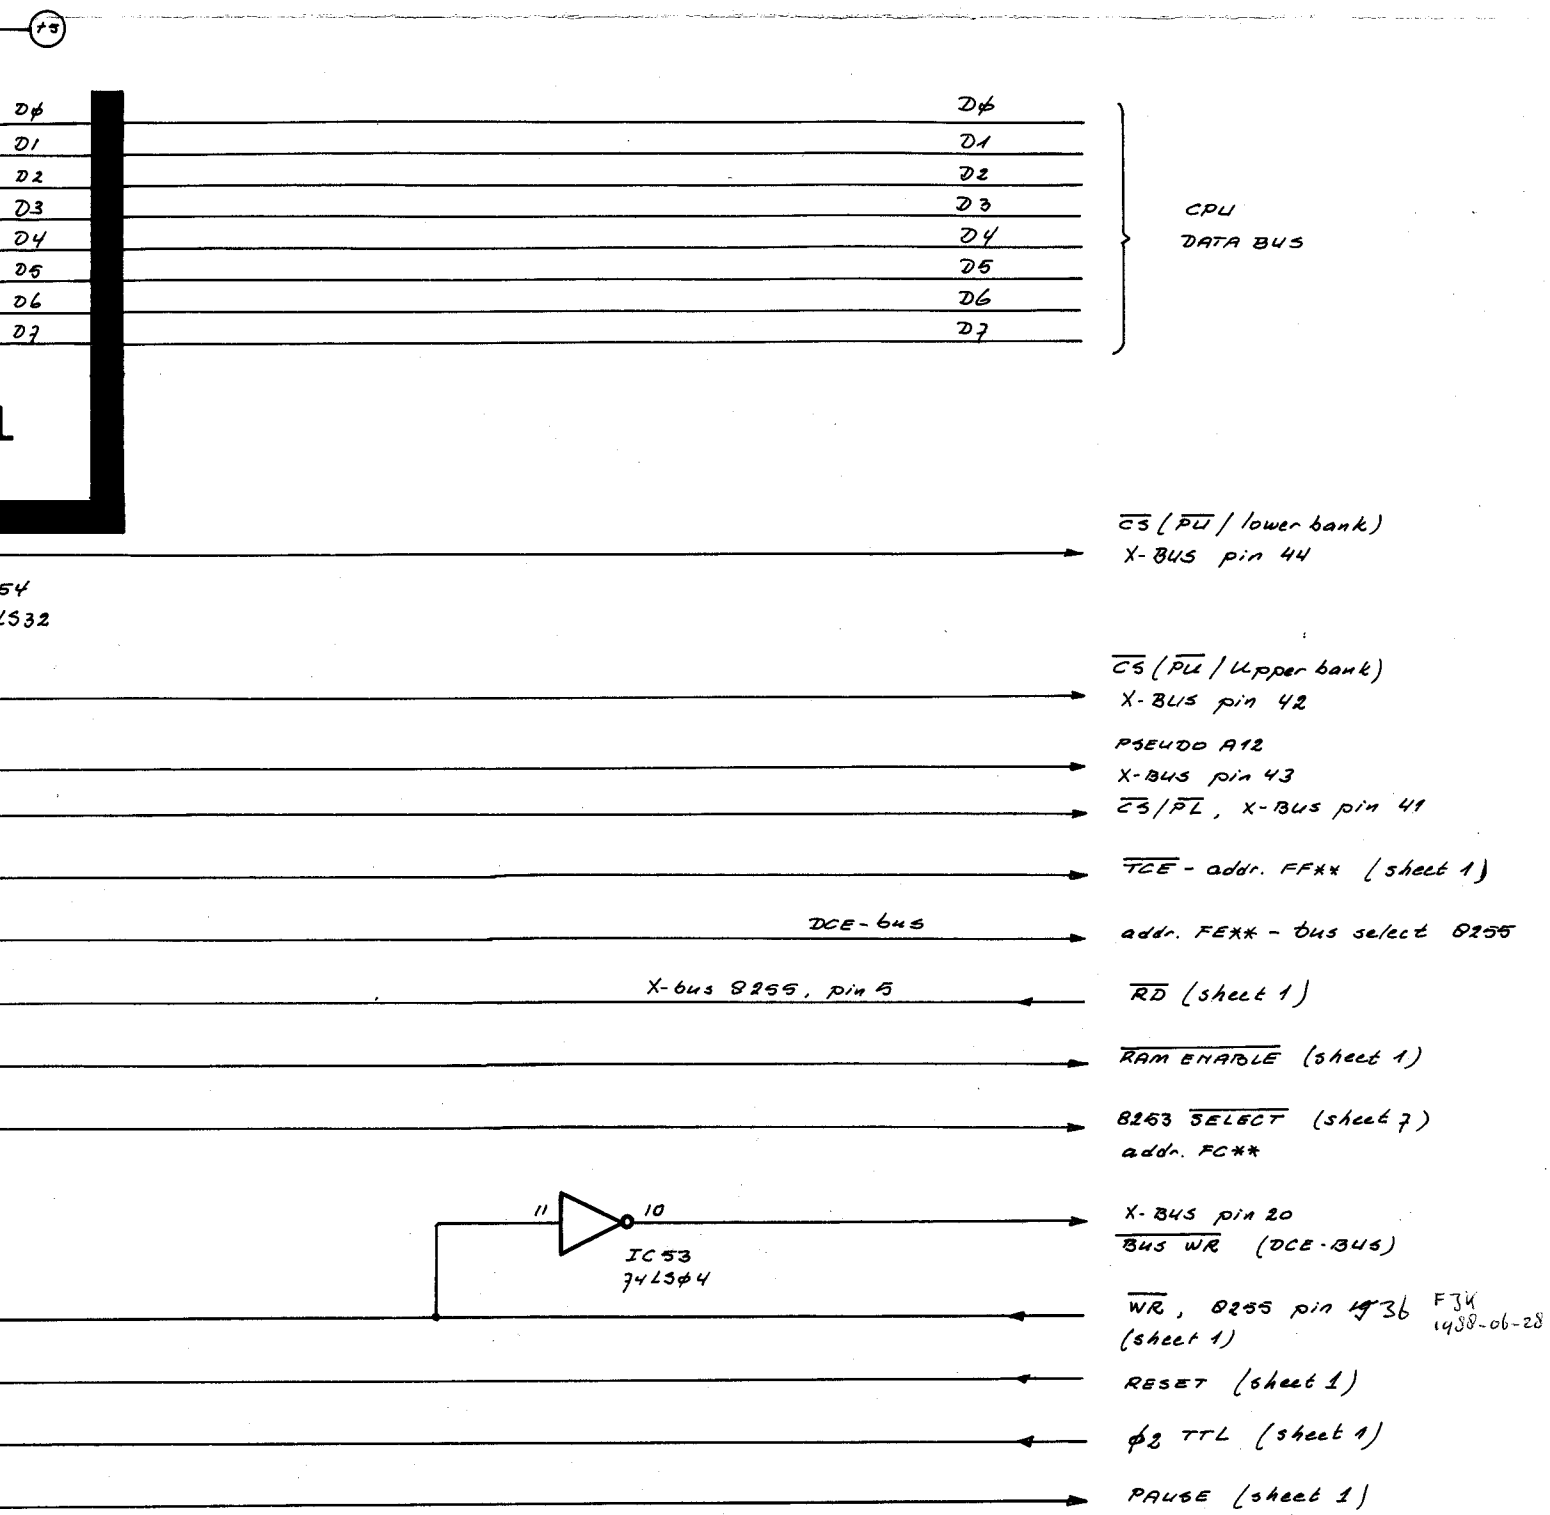 +5
Dφ Dφ
D1 D1
D2 D2
D3 D3
D4 D4
D5 D5
D6 D6
D7 D7
CPU
DATA BUS
CS (PU / lower bank)
X-BUS pin 44
54
LS32
CS (PU / Upper bank)
X-BUS pin 42
PSEUDO A12
X-BUS pin 43
CS/PL, X-BUS pin 41
TCE - addr. FF** (sheet 1)
DCE-bus addr. FE** - bus select 8255
X-bus 8255, pin 5 RD (sheet 1)
RAM ENABLE (sheet 1)
8253 SELECT (sheet 7)
addr. FC**
11 10 X-BUS pin 20
BUS WR (DCE-BUS)
IC53
74LSφ4
WR, 8255 pin 36 FJK
1988-06-28
(sheet 1)
RESET (sheet 1)
φ2 TTL (sheet 1)
PAUSE (sheet 1)